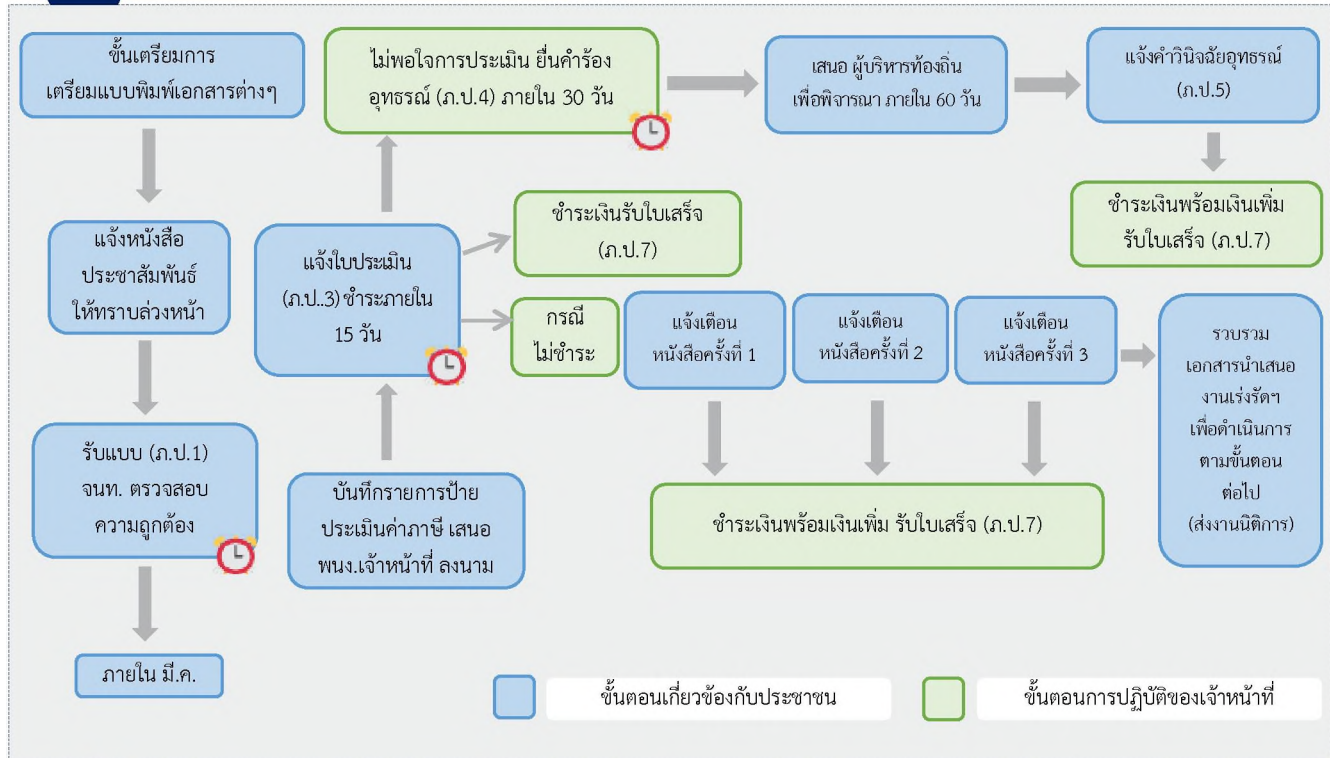 ขั้นเตรียมการ
เตรียมแบบพิมพ์เอกสารต่างๆ
แจ้งหนังสือ
ประชาสัมพันธ์
ให้ทราบล่วงหน้า
รับแบบ (ภ.ป.1)
จนท. ตรวจสอบ
ความถูกต้อง
ภายใน มี.ค.
บันทึกรายการป้าย
ประเมินค่าภาษี เสนอ
พนง.เจ้าหน้าที่ ลงนาม
แจ้งใบประเมิน
(ภ.ป..3) ชำระภายใน
15 วัน
ไม่พอใจการประเมิน ยื่นคำร้อง
อุทธรณ์ (ภ.ป.4) ภายใน 30 วัน
เสนอ ผู้บริหารท้องถิ่น
เพื่อพิจารณา ภายใน 60 วัน
แจ้งคำวินิจฉัยอุทธรณ์
(ภ.ป.5)
ชำระเงินพร้อมเงินเพิ่ม
รับใบเสร็จ (ภ.ป.7)
ชำระเงินรับใบเสร็จ
(ภ.ป.7)
กรณี
ไม่ชำระ
แจ้งเตือน
หนังสือครั้งที่ 1
แจ้งเตือน
หนังสือครั้งที่ 2
แจ้งเตือน
หนังสือครั้งที่ 3
รวบรวม
เอกสารนำเสนอ
งานเร่งรัดฯ
เพื่อดำเนินการ
ตามขั้นตอน
ต่อไป
(ส่งงานนิติการ)
ชำระเงินพร้อมเงินเพิ่ม รับใบเสร็จ (ภ.ป.7)
ขั้นตอนเกี่ยวข้องกับประชาชน
ขั้นตอนการปฏิบัติของเจ้าหน้าที่